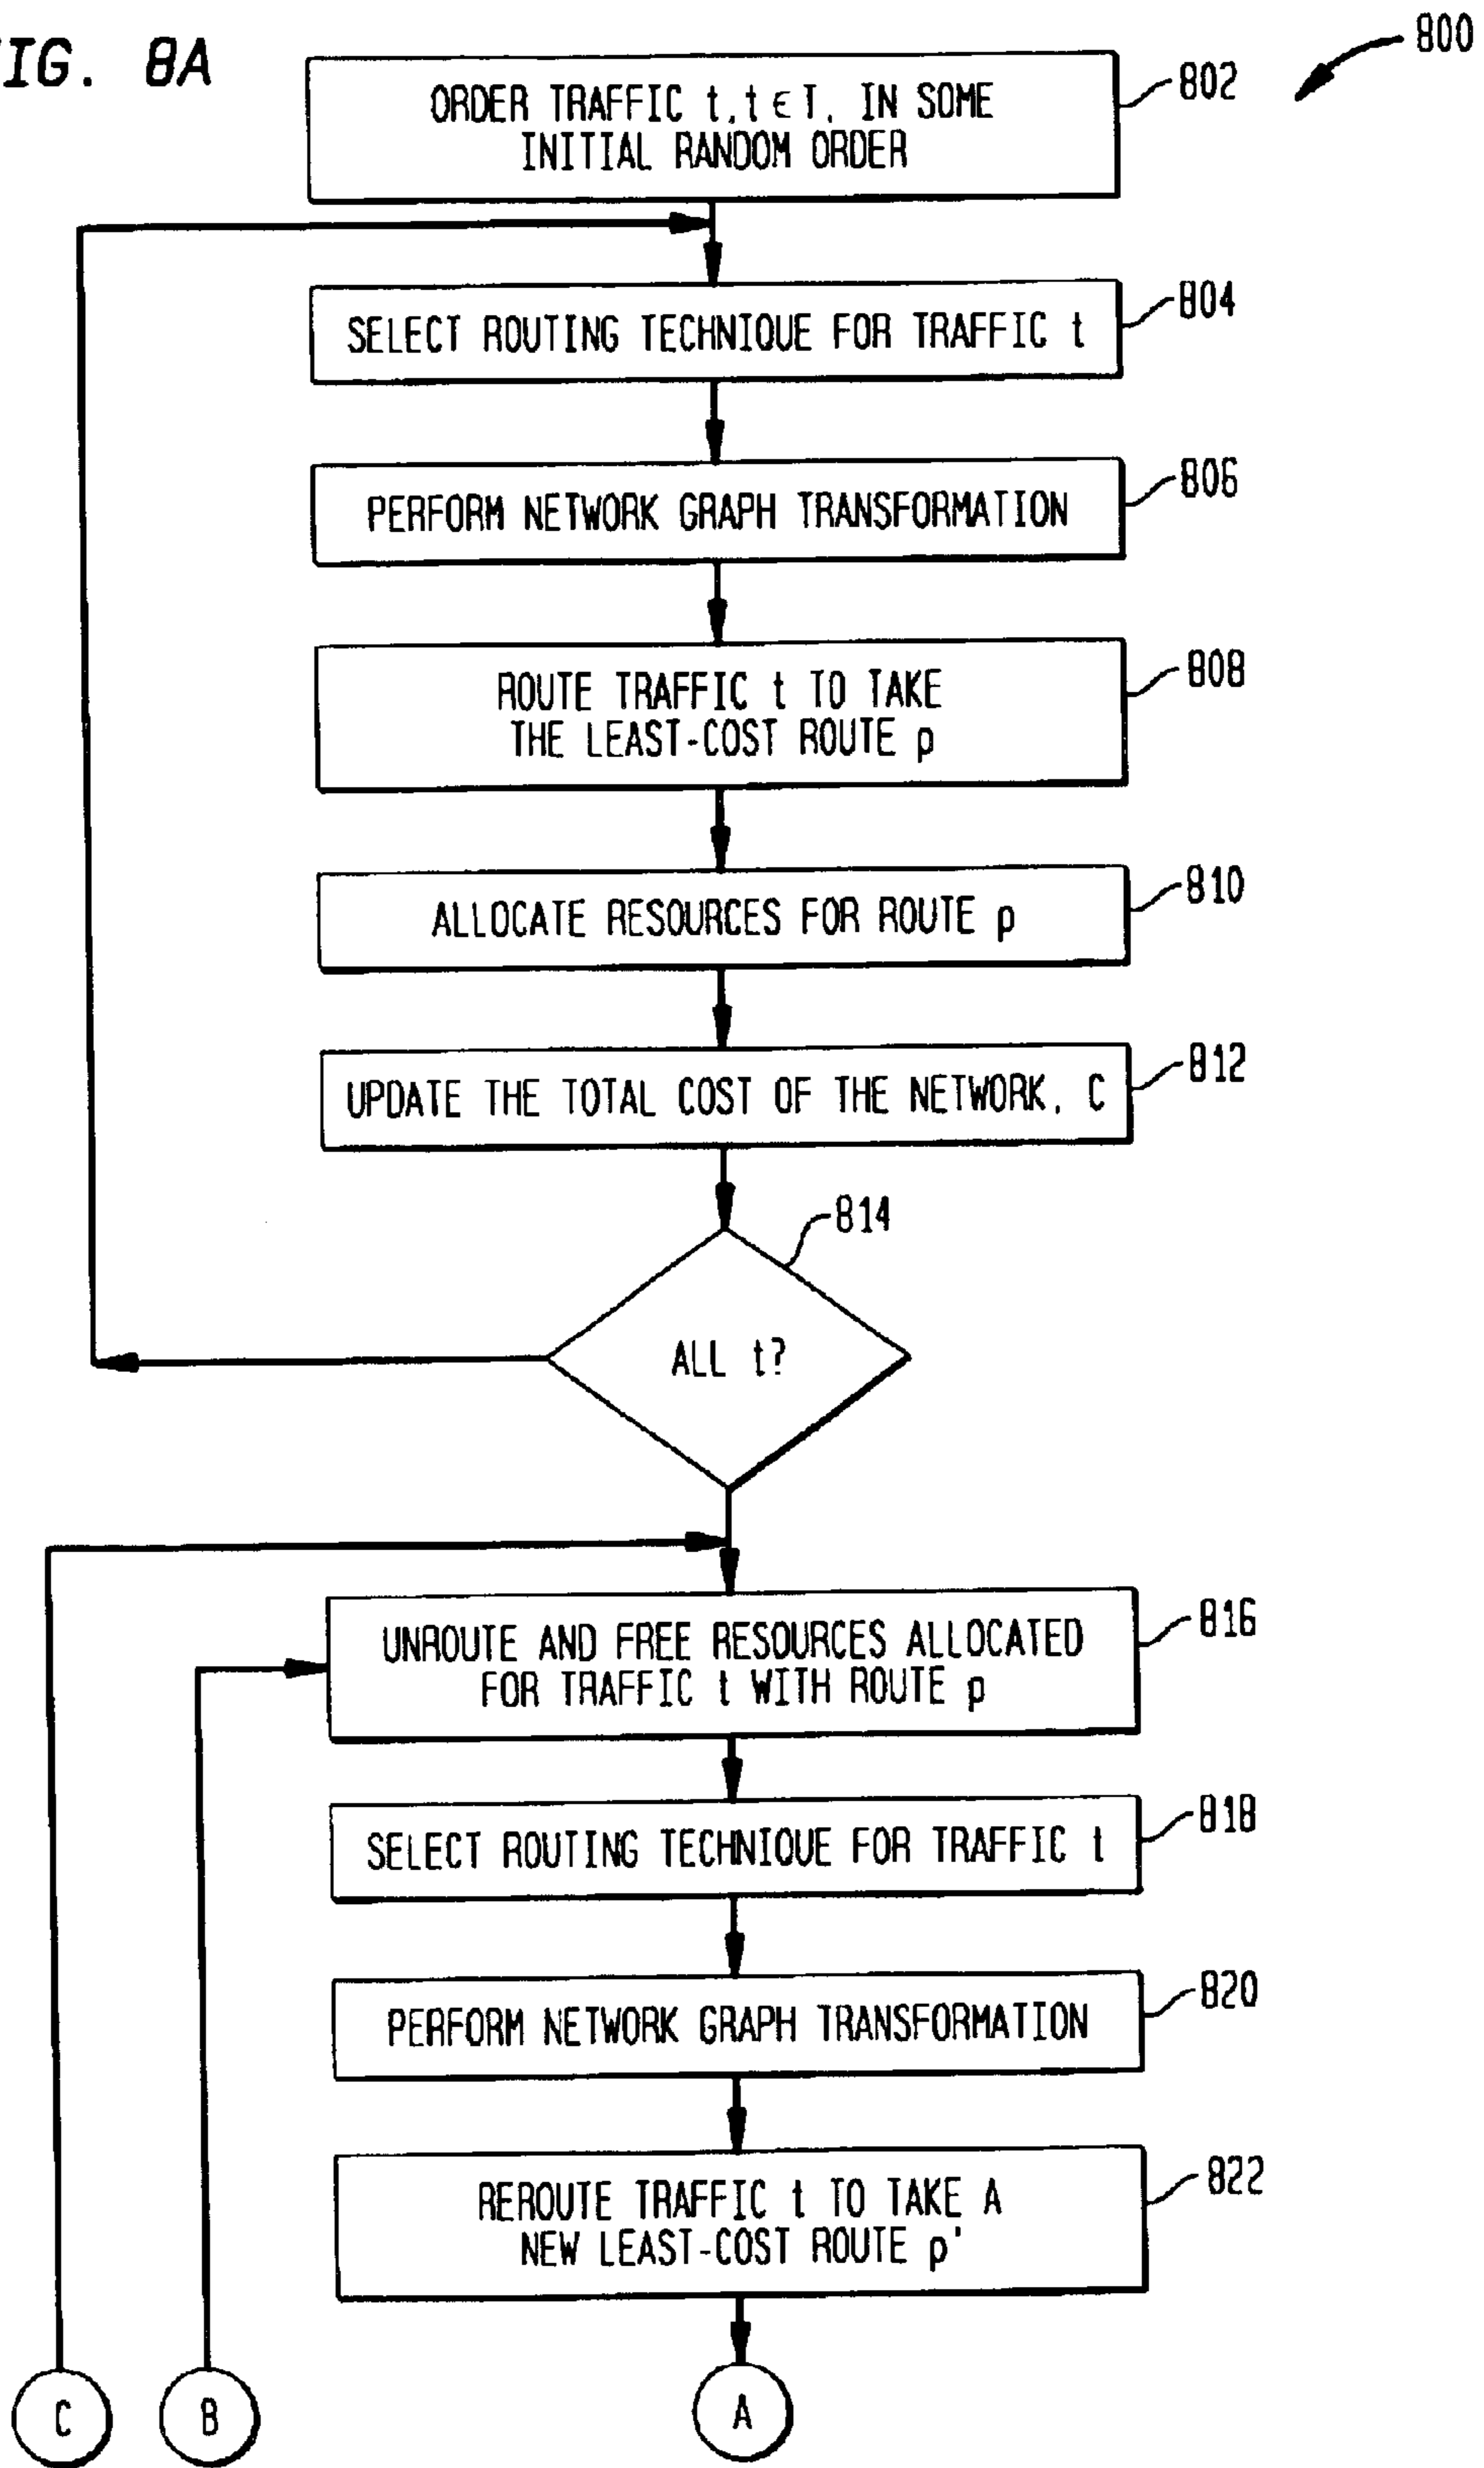 IG. 8A
800
ORDER TRAFFIC t,t ϵ T, IN SOME
INITIAL RANDOM ORDER
802
SELECT ROUTING TECHNIQUE FOR TRAFFIC t
804
PERFORM NETWORK GRAPH TRANSFORMATION
806
ROUTE TRAFFIC t TO TAKE
THE LEAST-COST ROUTE p
808
ALLOCATE RESOURCES FOR ROUTE p
810
UPDATE THE TOTAL COST OF THE NETWORK, C
812
814
ALL t?
UNROUTE AND FREE RESOURCES ALLOCATED
FOR TRAFFIC t WITH ROUTE p
816
SELECT ROUTING TECHNIQUE FOR TRAFFIC t
818
PERFORM NETWORK GRAPH TRANSFORMATION
820
REROUTE TRAFFIC t TO TAKE A
NEW LEAST-COST ROUTE p'
822
C
B
A